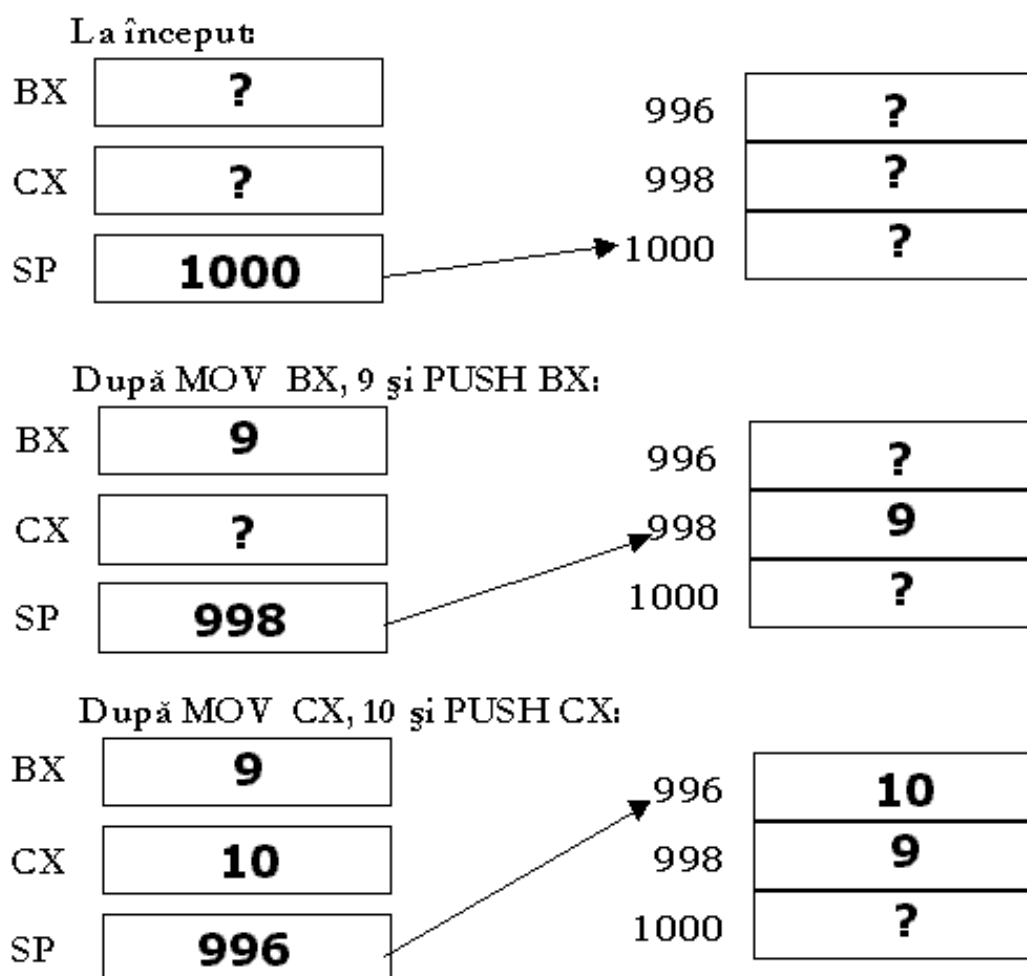 La început:
BX ? 996 ?
CX ? 998 ?
SP 1000 1000 ?
După MOV BX, 9 şi PUSH BX:
BX 9 996 ?
CX ? 998 9
SP 998 1000 ?
După MOV CX, 10 şi PUSH CX:
BX 9 996 10
CX 10 998 9
SP 996 1000 ?